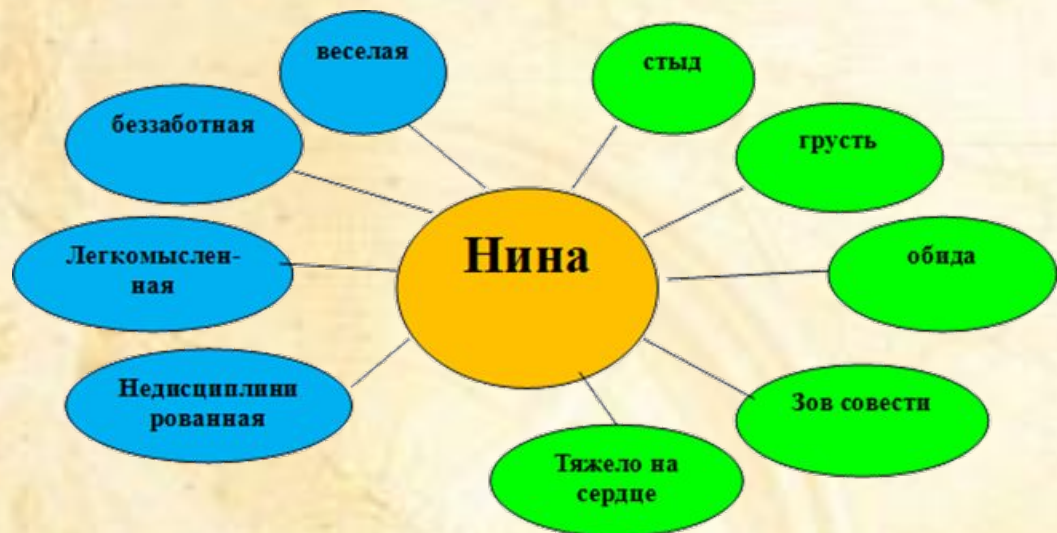 веселая
стыд
беззаботная
грусть
Нина
Легкомыслен-
ная
обида
Недисциплини
рованная
Зов совести
Тяжело на
сердце